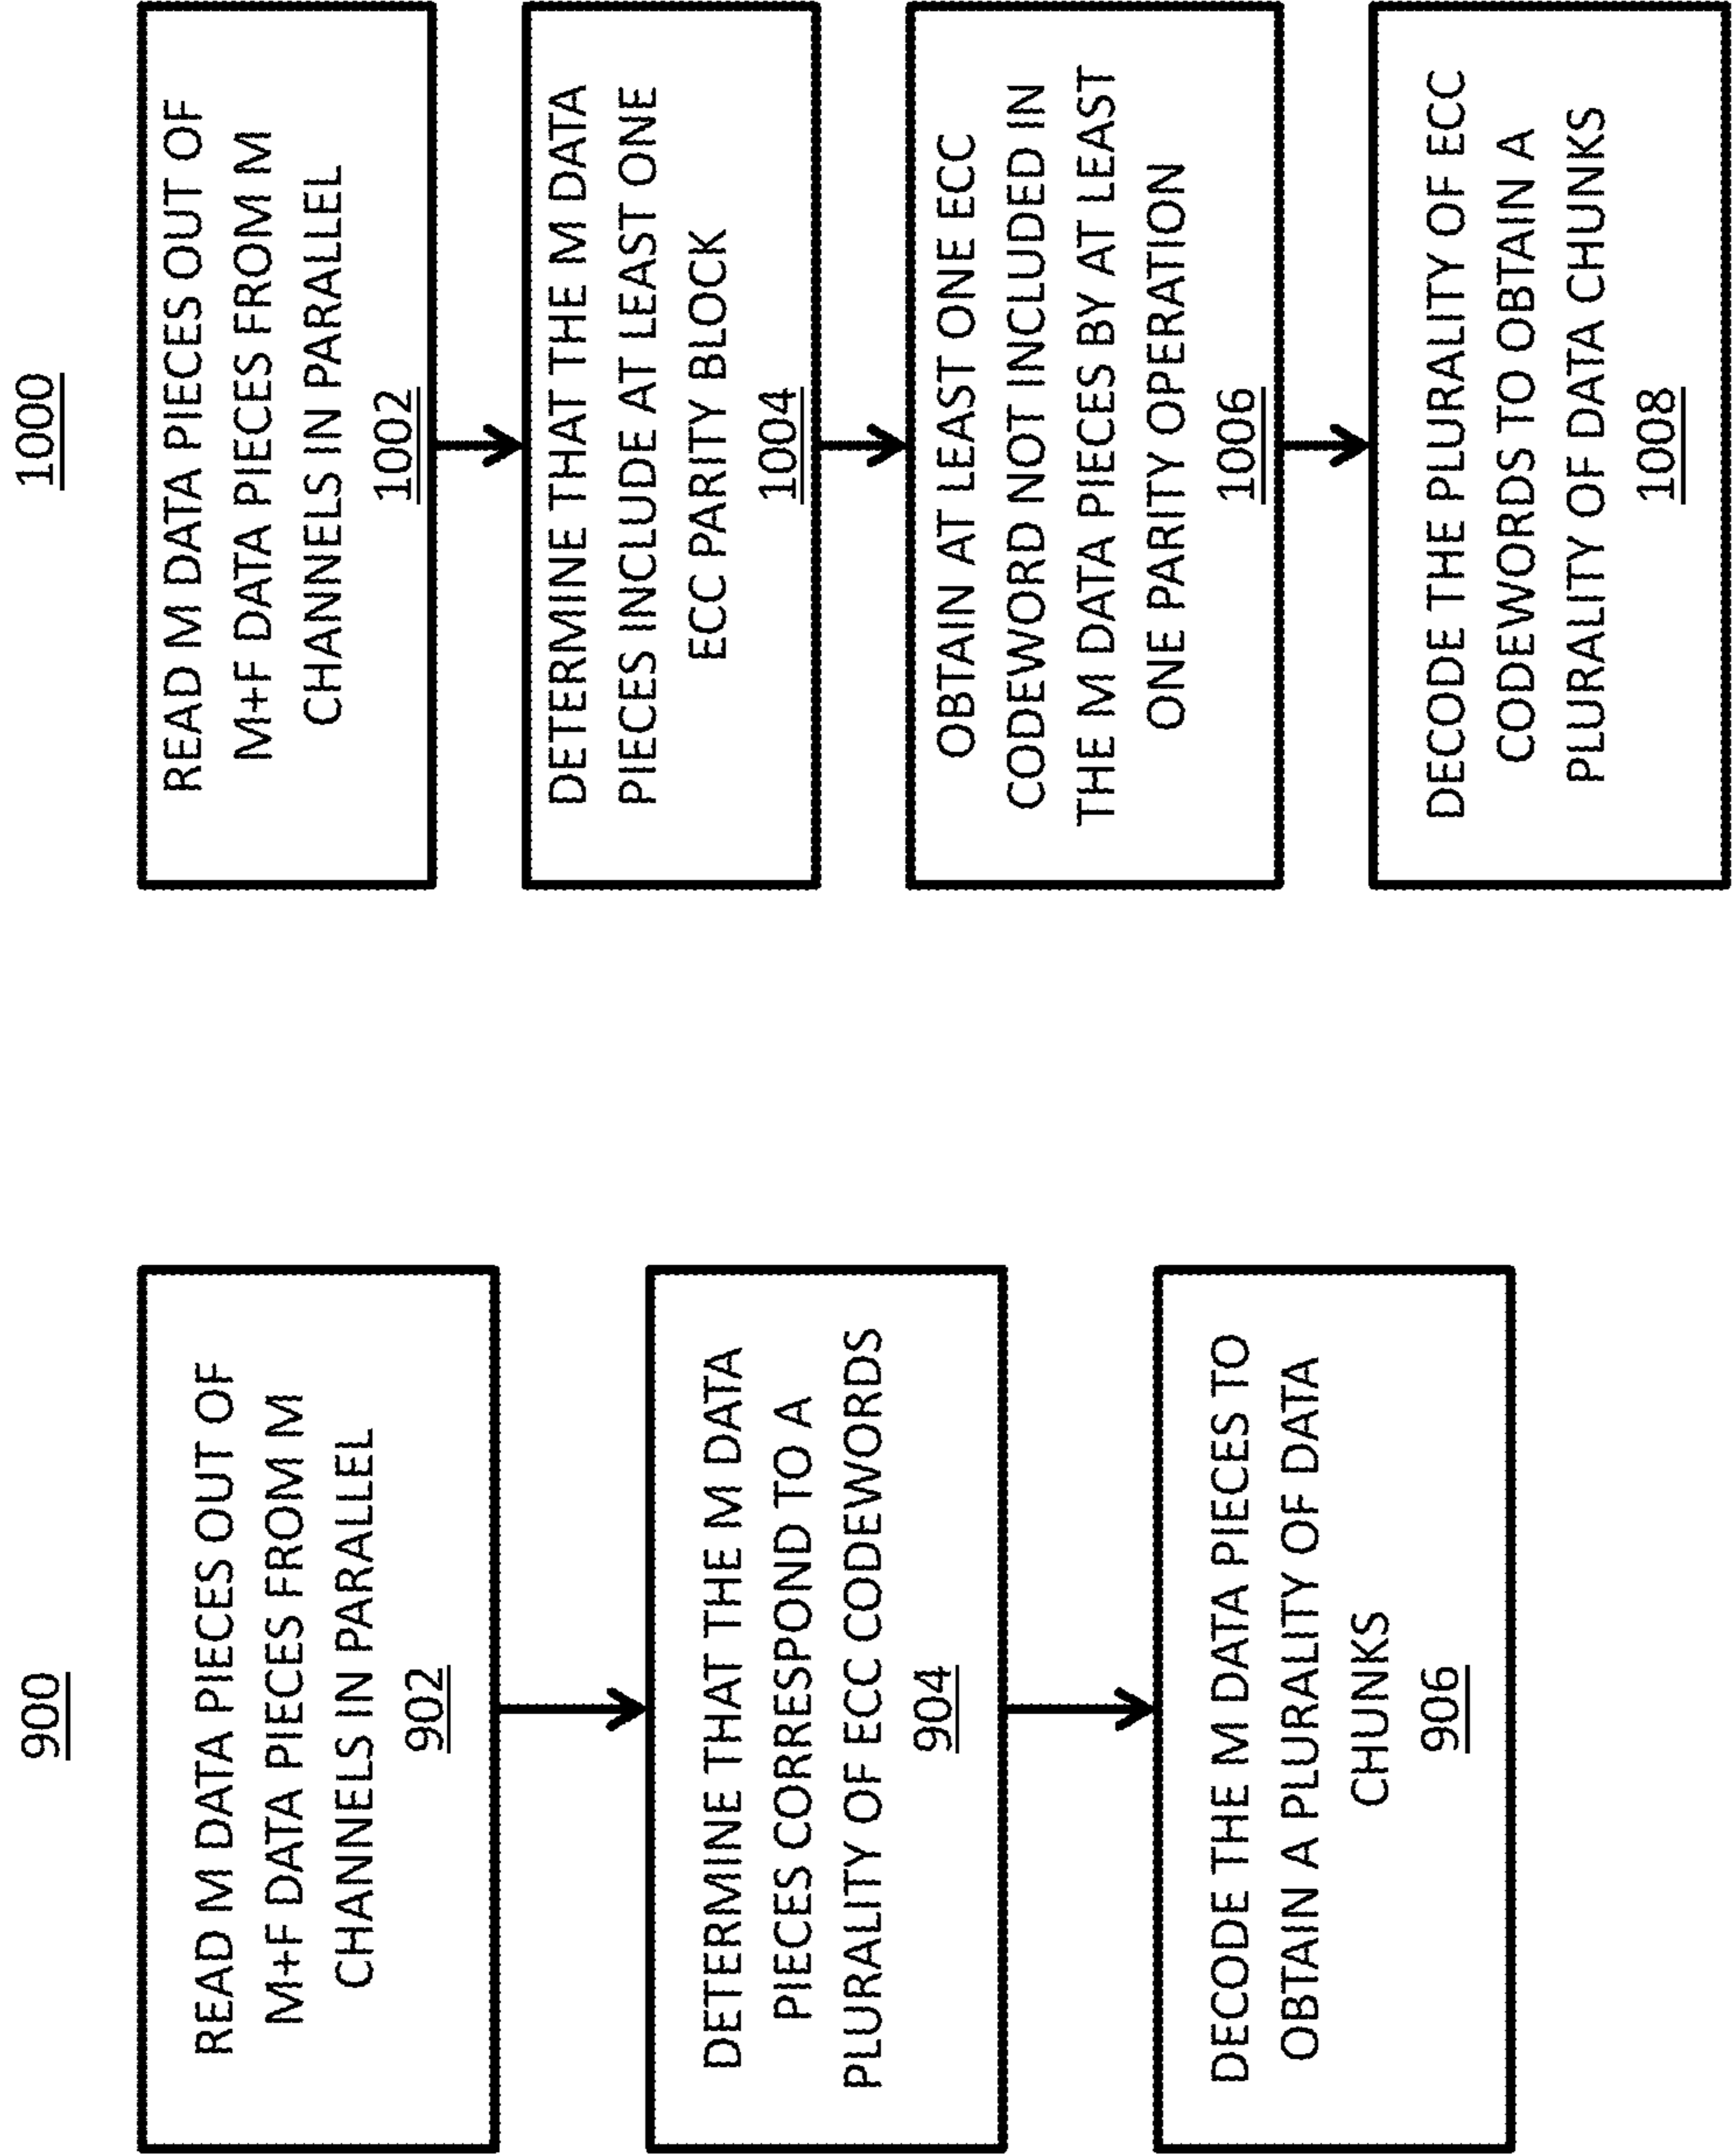 900
READ M DATA PIECES OUT OF
M+F DATA PIECES FROM M
CHANNELS IN PARALLEL
902
DETERMINE THAT THE M DATA
PIECES CORRESPOND TO A
PLURALITY OF ECC CODEWORDS
904
DECODE THE M DATA PIECES TO
OBTAIN A PLURALITY OF DATA
CHUNKS
906
1000
READ M DATA PIECES OUT OF
M+F DATA PIECES FROM M
CHANNELS IN PARALLEL
1002
DETERMINE THAT THE M DATA
PIECES INCLUDE AT LEAST ONE
ECC PARITY BLOCK
1004
OBTAIN AT LEAST ONE ECC
CODEWORD NOT INCLUDED IN
THE M DATA PIECES BY AT LEAST
ONE PARITY OPERATION
1006
DECODE THE PLURALITY OF ECC
CODEWORDS TO OBTAIN A
PLURALITY OF DATA CHUNKS
1008